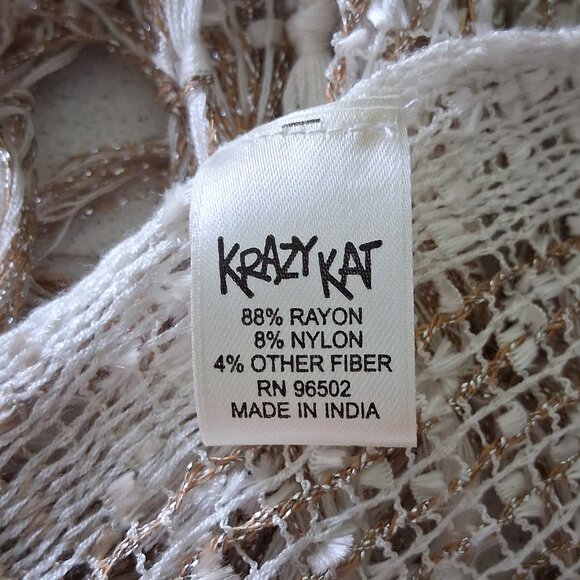 KRAZY KAT
88% RAYON
8% NYLON
4% OTHER FIBER
RN 96502
MADE IN INDIA